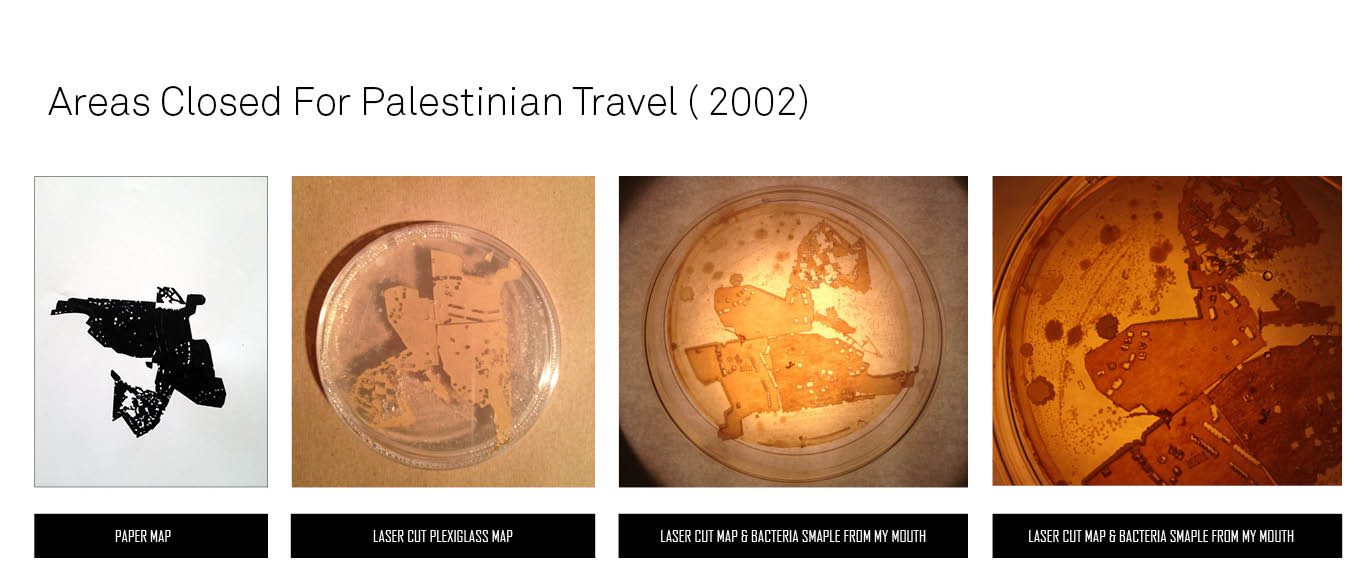 Areas Closed For Palestinian Travel ( 2002)
PAPER MAP
LASER CUT PLEXIGLASS MAP
LASER CUT MAP & BACTERIA SMAPLE FROM MY MOUTH
LASER CUT MAP & BACTERIA SMAPLE FROM MY MOUTH